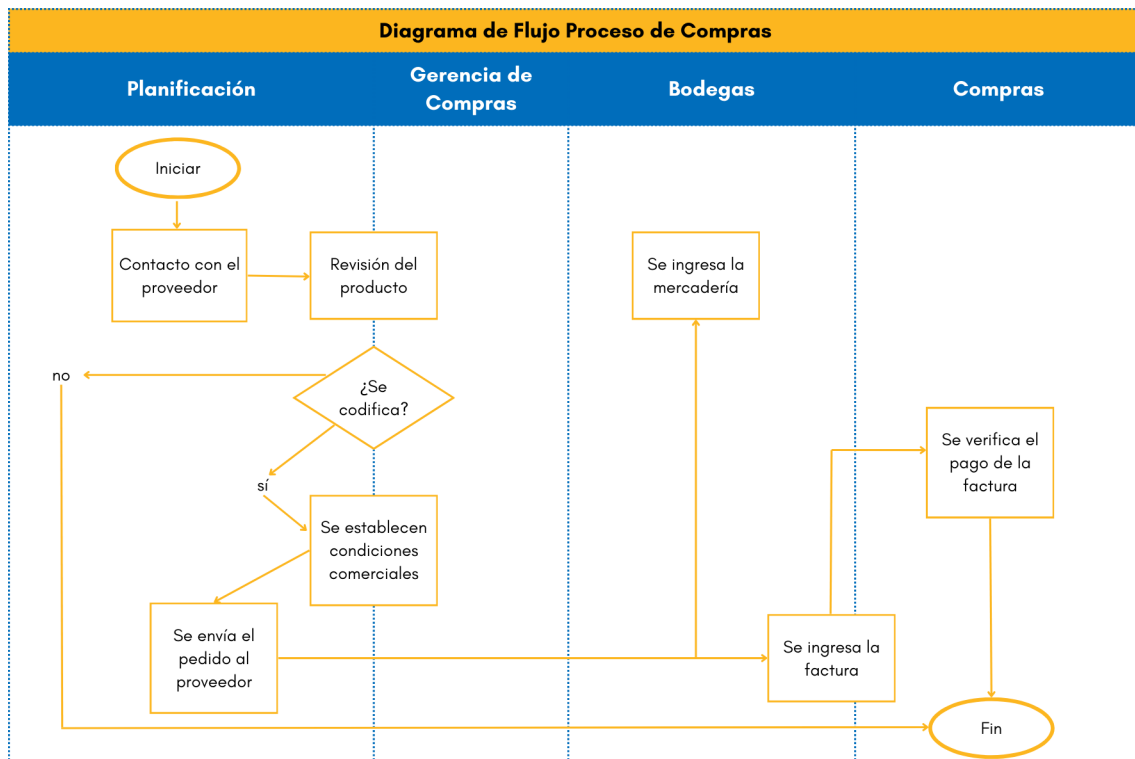 Diagrama de Flujo Proceso de Compras
Planificación
Gerencia de
Compras
Bodegas
Compras
Iniciar
Contacto con el
proveedor
Revisión del
producto
Se ingresa la
mercadería
no
¿Se
codifica?
sí
Se establecen
condiciones
comerciales
Se verifica el
pago de la
factura
Se envía el
pedido al
proveedor
Se ingresa la
factura
Fin